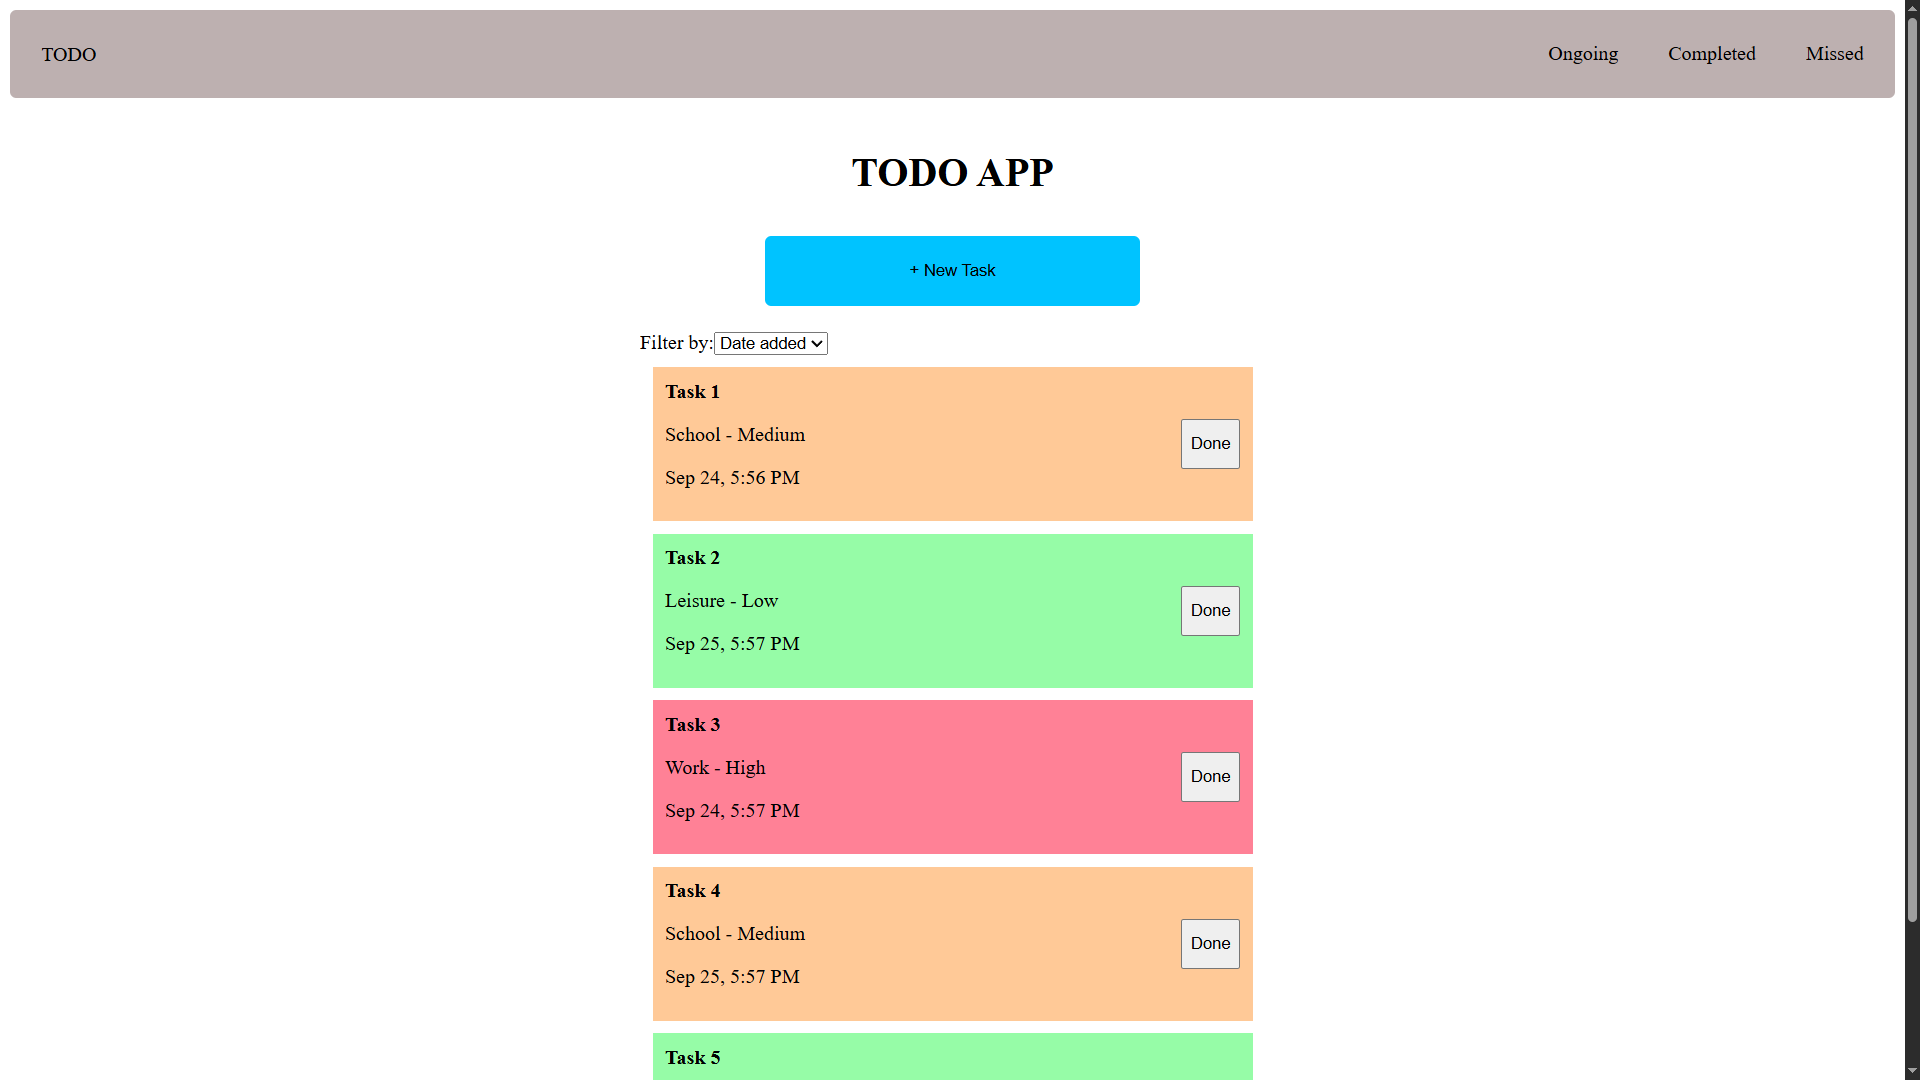 TODO
Ongoing
Completed
Missed
TODO APP
+ New Task
Filter by: Date added
Task 1
School - Medium
Sep 24, 5:56 PM
Done
Task 2
Leisure - Low
Sep 25, 5:57 PM
Done
Task 3
Work - High
Sep 24, 5:57 PM
Done
Task 4
School - Medium
Sep 25, 5:57 PM
Done
Task 5